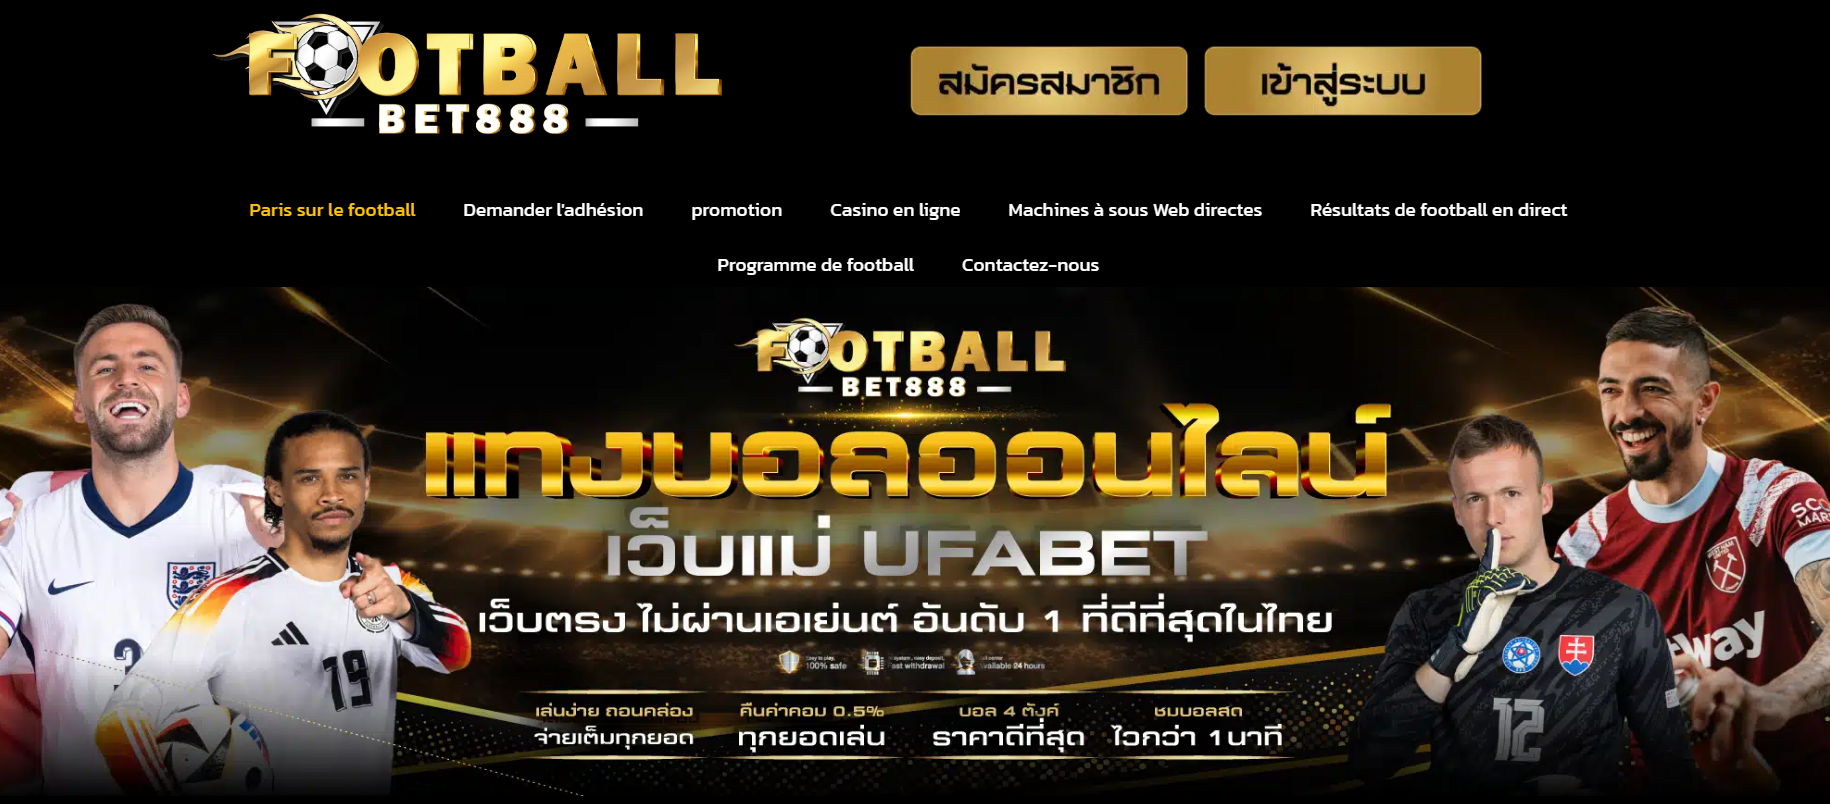 FOOTBALL
BET888
สมัครสมาชิก
เข้าสู่ระบบ
Paris sur le football
Demander l'adhésion
promotion
Casino en ligne
Machines à sous Web directes
Résultats de football en direct
Programme de football
Contactez-nous
FOOTBALL
BET888
แทงบอลออนไลน์
เว็บแม่ UFABET
เว็บตรง ไม่ผ่านเอเย่นต์ อันดับ 1 ที่ดีที่สุดในไทย
100% safe
withdrawal
24 hours
เล่นง่าย ถอนคล่อง
จ่ายเต็มทุกยอด
คืนค่าคอม 0.5%
ทุกยอดเล่น
บอล 4 ตังค์
ราคาดีที่สุด
ชมบอลสด
ไวกว่า 1 นาที
19
12